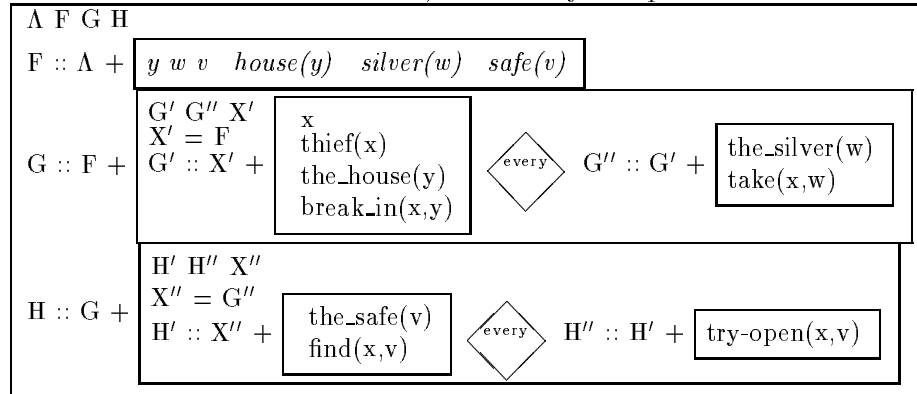 Λ F G H
F :: Λ + y w v house(y) silver(w) safe(v)
G′ G″ X′
X′ = F
G :: F + G′ :: X′ + x
thief(x)
the_house(y)
break_in(x,y)
every
G″ :: G′ + the_silver(w)
take(x,w)
H′ H″ X″
X″ = G″
H :: G + H′ :: X″ + the_safe(v)
find(x,v)
every
H″ :: H′ + try-open(x,v)